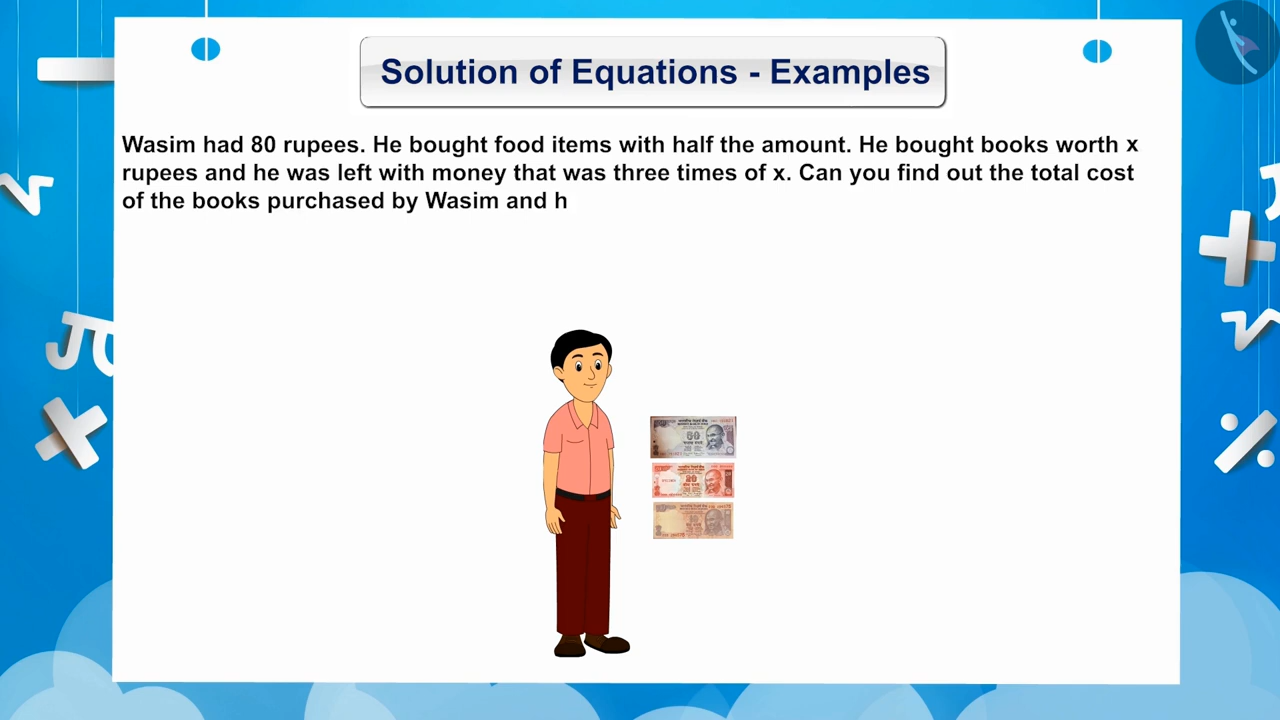 Solution of Equations - Examples
Wasim had 80 rupees. He bought food items with half the amount. He bought books worth x
rupees and he was left with money that was three times of x. Can you find out the total cost
of the books purchased by Wasim and h